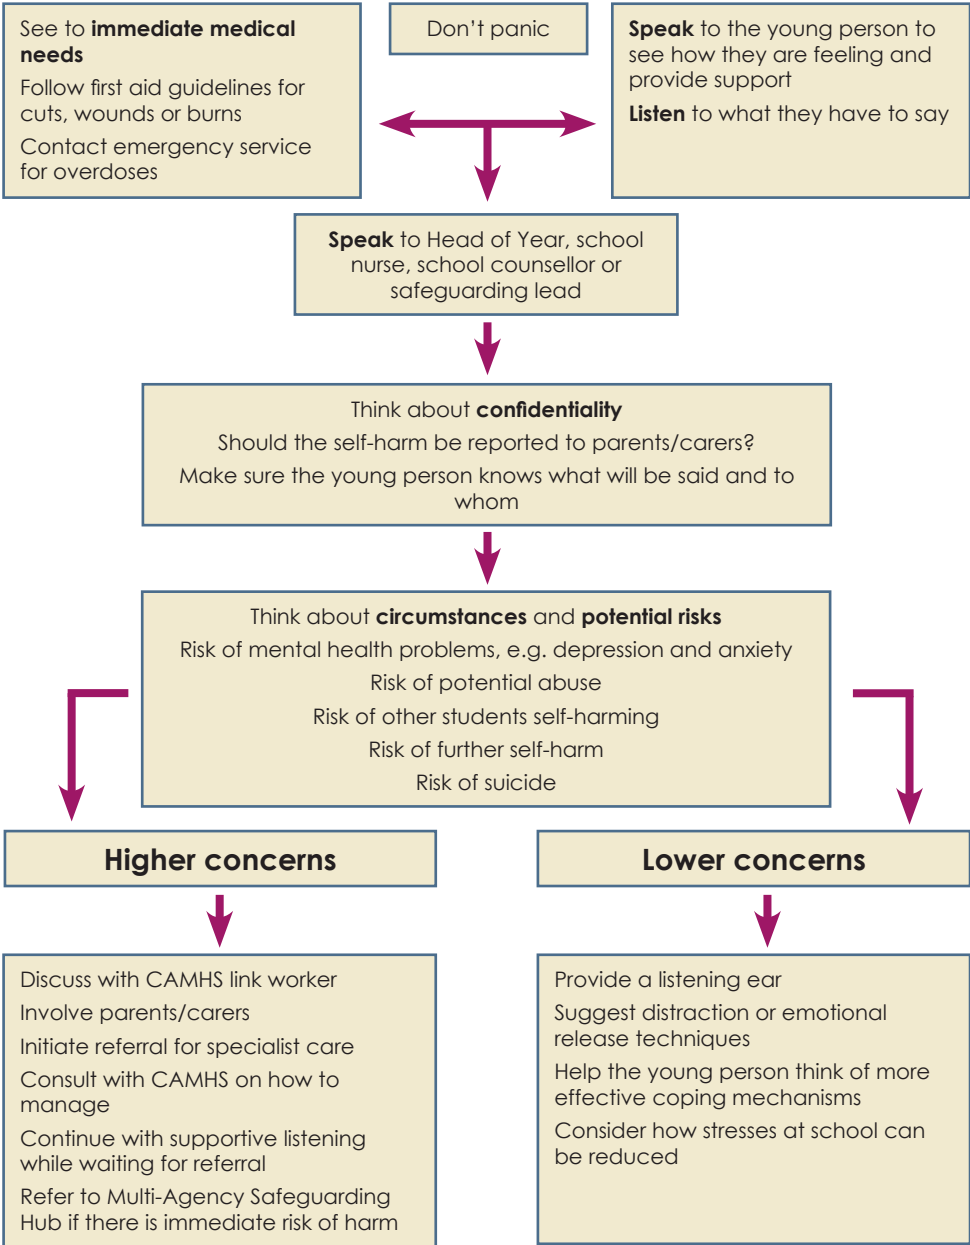 See to immediate medical
needs
Follow first aid guidelines for
cuts, wounds or burns
Contact emergency service
for overdoses
Don't panic
Speak to the young person to
see how they are feeling and
provide support
Listen to what they have to say
Speak to Head of Year, school
nurse, school counsellor or
safeguarding lead
Think about confidentiality
Should the self-harm be reported to parents/carers?
Make sure the young person knows what will be said and to
whom
Think about circumstances and potential risks
Risk of mental health problems, e.g. depression and anxiety
Risk of potential abuse
Risk of other students self-harming
Risk of further self-harm
Risk of suicide
Higher concerns
Discuss with CAMHS link worker
Involve parents/carers
Initiate referral for specialist care
Consult with CAMHS on how to
manage
Continue with supportive listening
while waiting for referral
Refer to Multi-Agency Safeguarding
Hub if there is immediate risk of harm
Lower concerns
Provide a listening ear
Suggest distraction or emotional
release techniques
Help the young person think of more
effective coping mechanisms
Consider how stresses at school can
be reduced